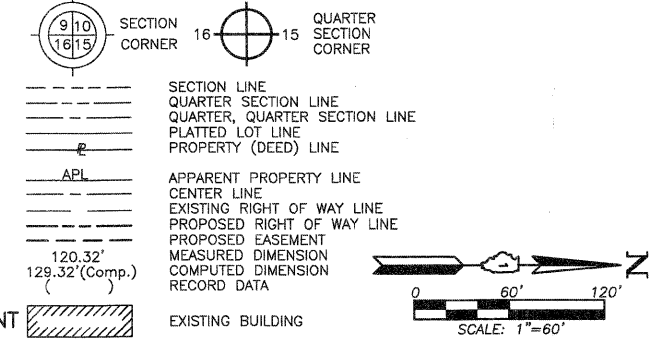 9 10 SECTION
16 15 CORNER
16 15 QUARTER
SECTION
CORNER
SECTION LINE
QUARTER SECTION LINE
QUARTER, QUARTER SECTION LINE
PLATTED LOT LINE
PL PROPERTY (DEED) LINE
APL APPARENT PROPERTY LINE
CENTER LINE
EXISTING RIGHT OF WAY LINE
PROPOSED RIGHT OF WAY LINE
PROPOSED EASEMENT
120.32' MEASURED DIMENSION
129.32'(Comp.) COMPUTED DIMENSION
( ) RECORD DATA
N
0 60' 120'
SCALE: 1"=60'
NT EXISTING BUILDING